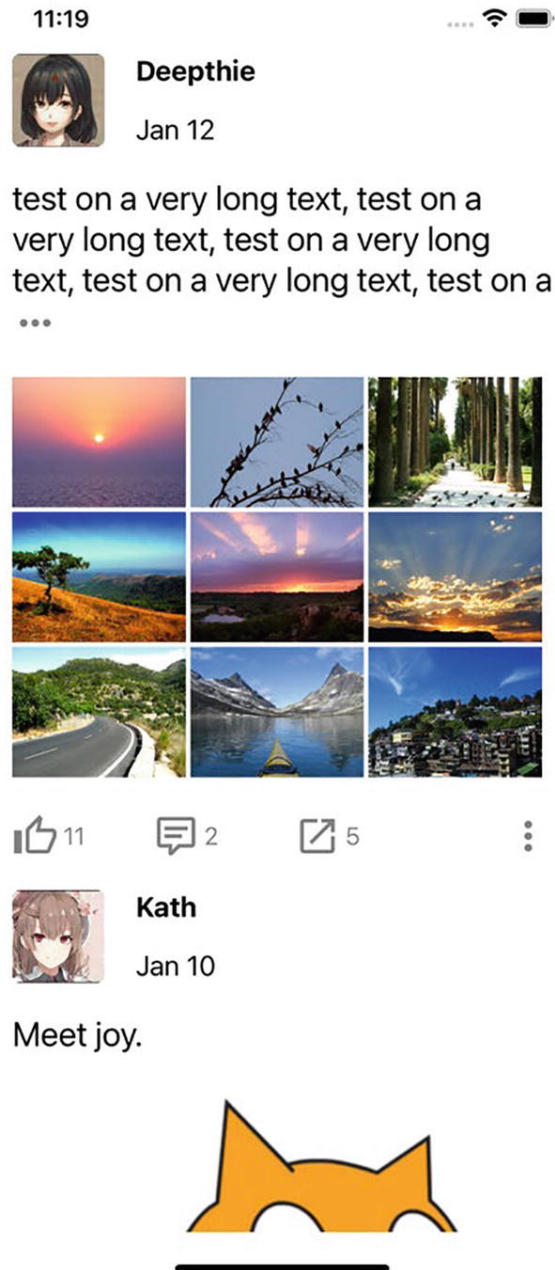 11:19
Deepthie
Jan 12
test on a very long text, test on a
very long text, test on a very long
text, test on a very long text, test on a
•••
11 2 5
Kath
Jan 10
Meet joy.